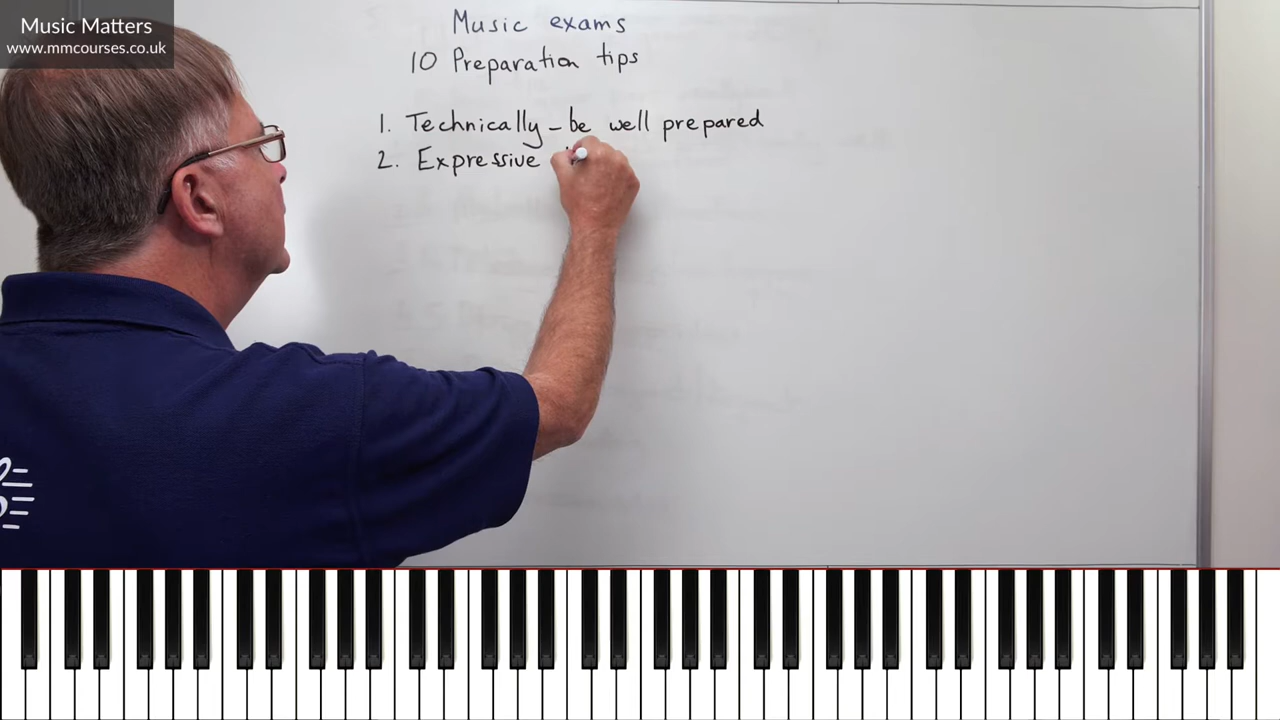 Music Matters
www.mmcourses.co.uk
Music exams
10 Preparation tips
1. Technically – be well prepared
2. Expressive